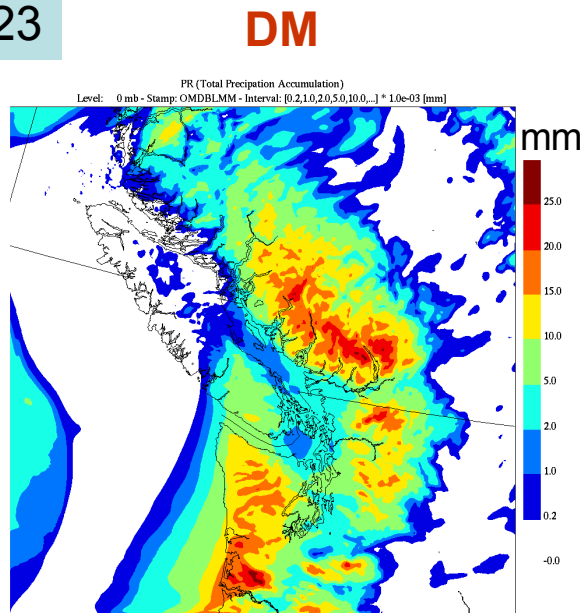 23
DM
PR (Total Precipation Accumulation)
Level: 0 mb - Stamp: OMDBLMM - Interval: [0.2,1.0,2.0,5.0,10.0,...] * 1.0e-03 [mm]
mm
25.0
20.0
15.0
10.0
5.0
2.0
1.0
0.2
-0.0